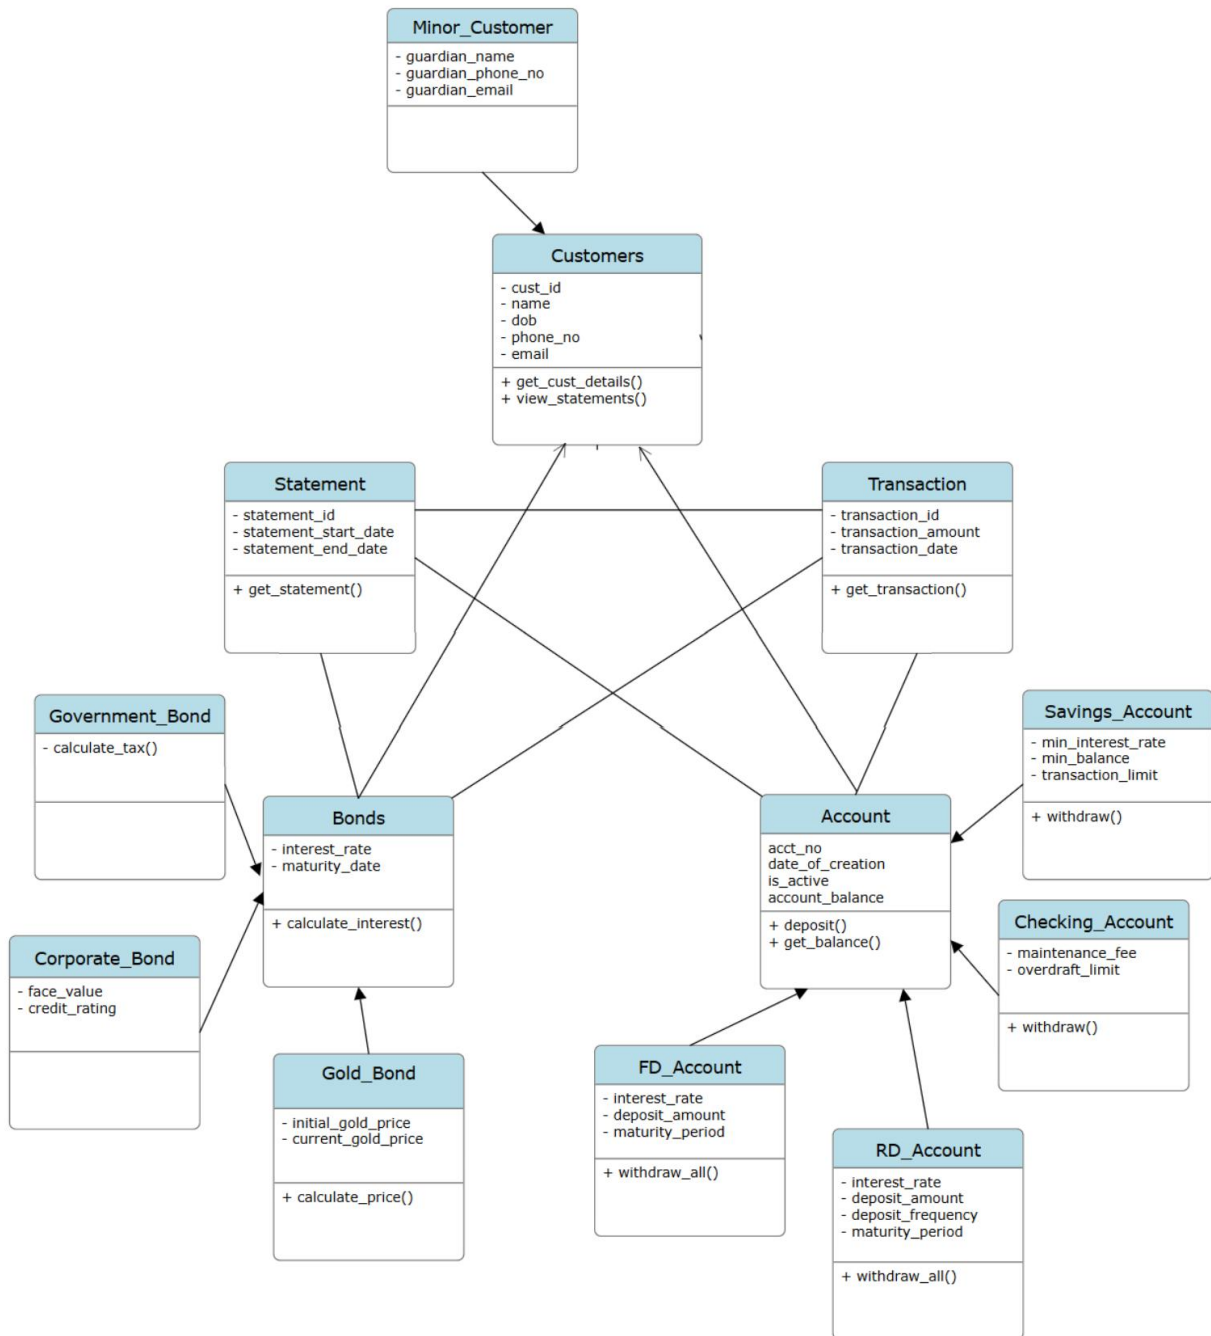 Minor_Customer
- guardian_name
- guardian_phone_no
- guardian_email
Customers
- cust_id
- name
- dob
- phone_no
- email
+ get_cust_details()
+ view_statements()
Statement
- statement_id
- statement_start_date
- statement_end_date
+ get_statement()
Transaction
- transaction_id
- transaction_amount
- transaction_date
+ get_transaction()
Government_Bond
- calculate_tax()
Bonds
- interest_rate
- maturity_date
+ calculate_interest()
Account
acct_no
date_of_creation
is_active
account_balance
+ deposit()
+ get_balance()
Savings_Account
- min_interest_rate
- min_balance
- transaction_limit
+ withdraw()
Corporate_Bond
- face_value
- credit_rating
Checking_Account
- maintenance_fee
- overdraft_limit
+ withdraw()
Gold_Bond
- initial_gold_price
- current_gold_price
+ calculate_price()
FD_Account
- interest_rate
- deposit_amount
- maturity_period
+ withdraw_all()
RD_Account
- interest_rate
- deposit_amount
- deposit_frequency
- maturity_period
+ withdraw_all()